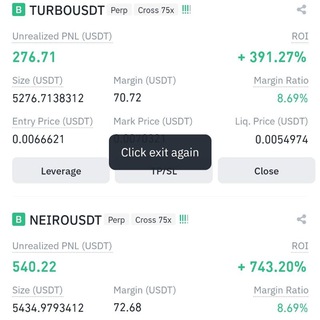 B TURBOUSDT Perp Cross 75x !!!!
Unrealized PNL (USDT) ROI
276.71 + 391.27%
Size (USDT) Margin (USDT) Margin Ratio
5276.7138312 70.72 8.69%
Entry Price (USDT) Mark Price (USDT) Liq. Price (USDT)
0.0066621 0.0054974
Click exit again
Leverage TP/SL Close
B NEIROUSDT Perp Cross 75x !!!!
Unrealized PNL (USDT) ROI
540.22 + 743.20%
Size (USDT) Margin (USDT) Margin Ratio
5434.9793412 72.68 8.69%